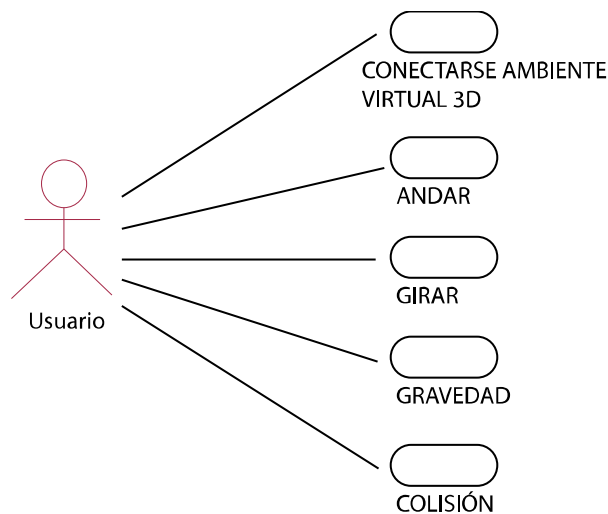 CONECTARSE AMBIENTE
VIRTUAL 3D
ANDAR
GIRAR
Usuario
GRAVEDAD
COLISIÓN